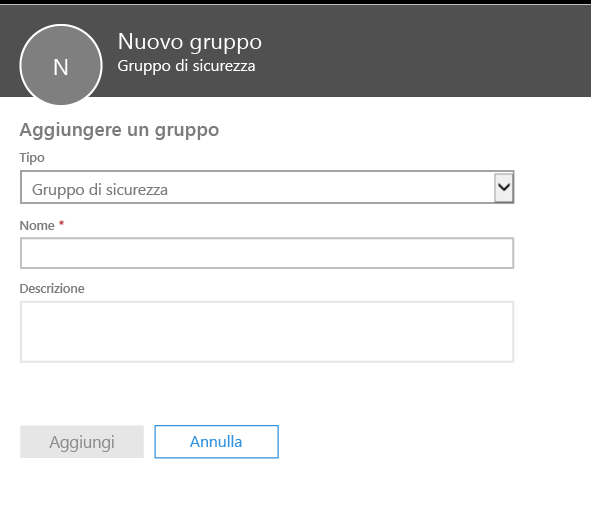 N
Nuovo gruppo
Gruppo di sicurezza
Aggiungere un gruppo
Tipo
Gruppo di sicurezza
Nome *
Descrizione
Aggiungi Annulla